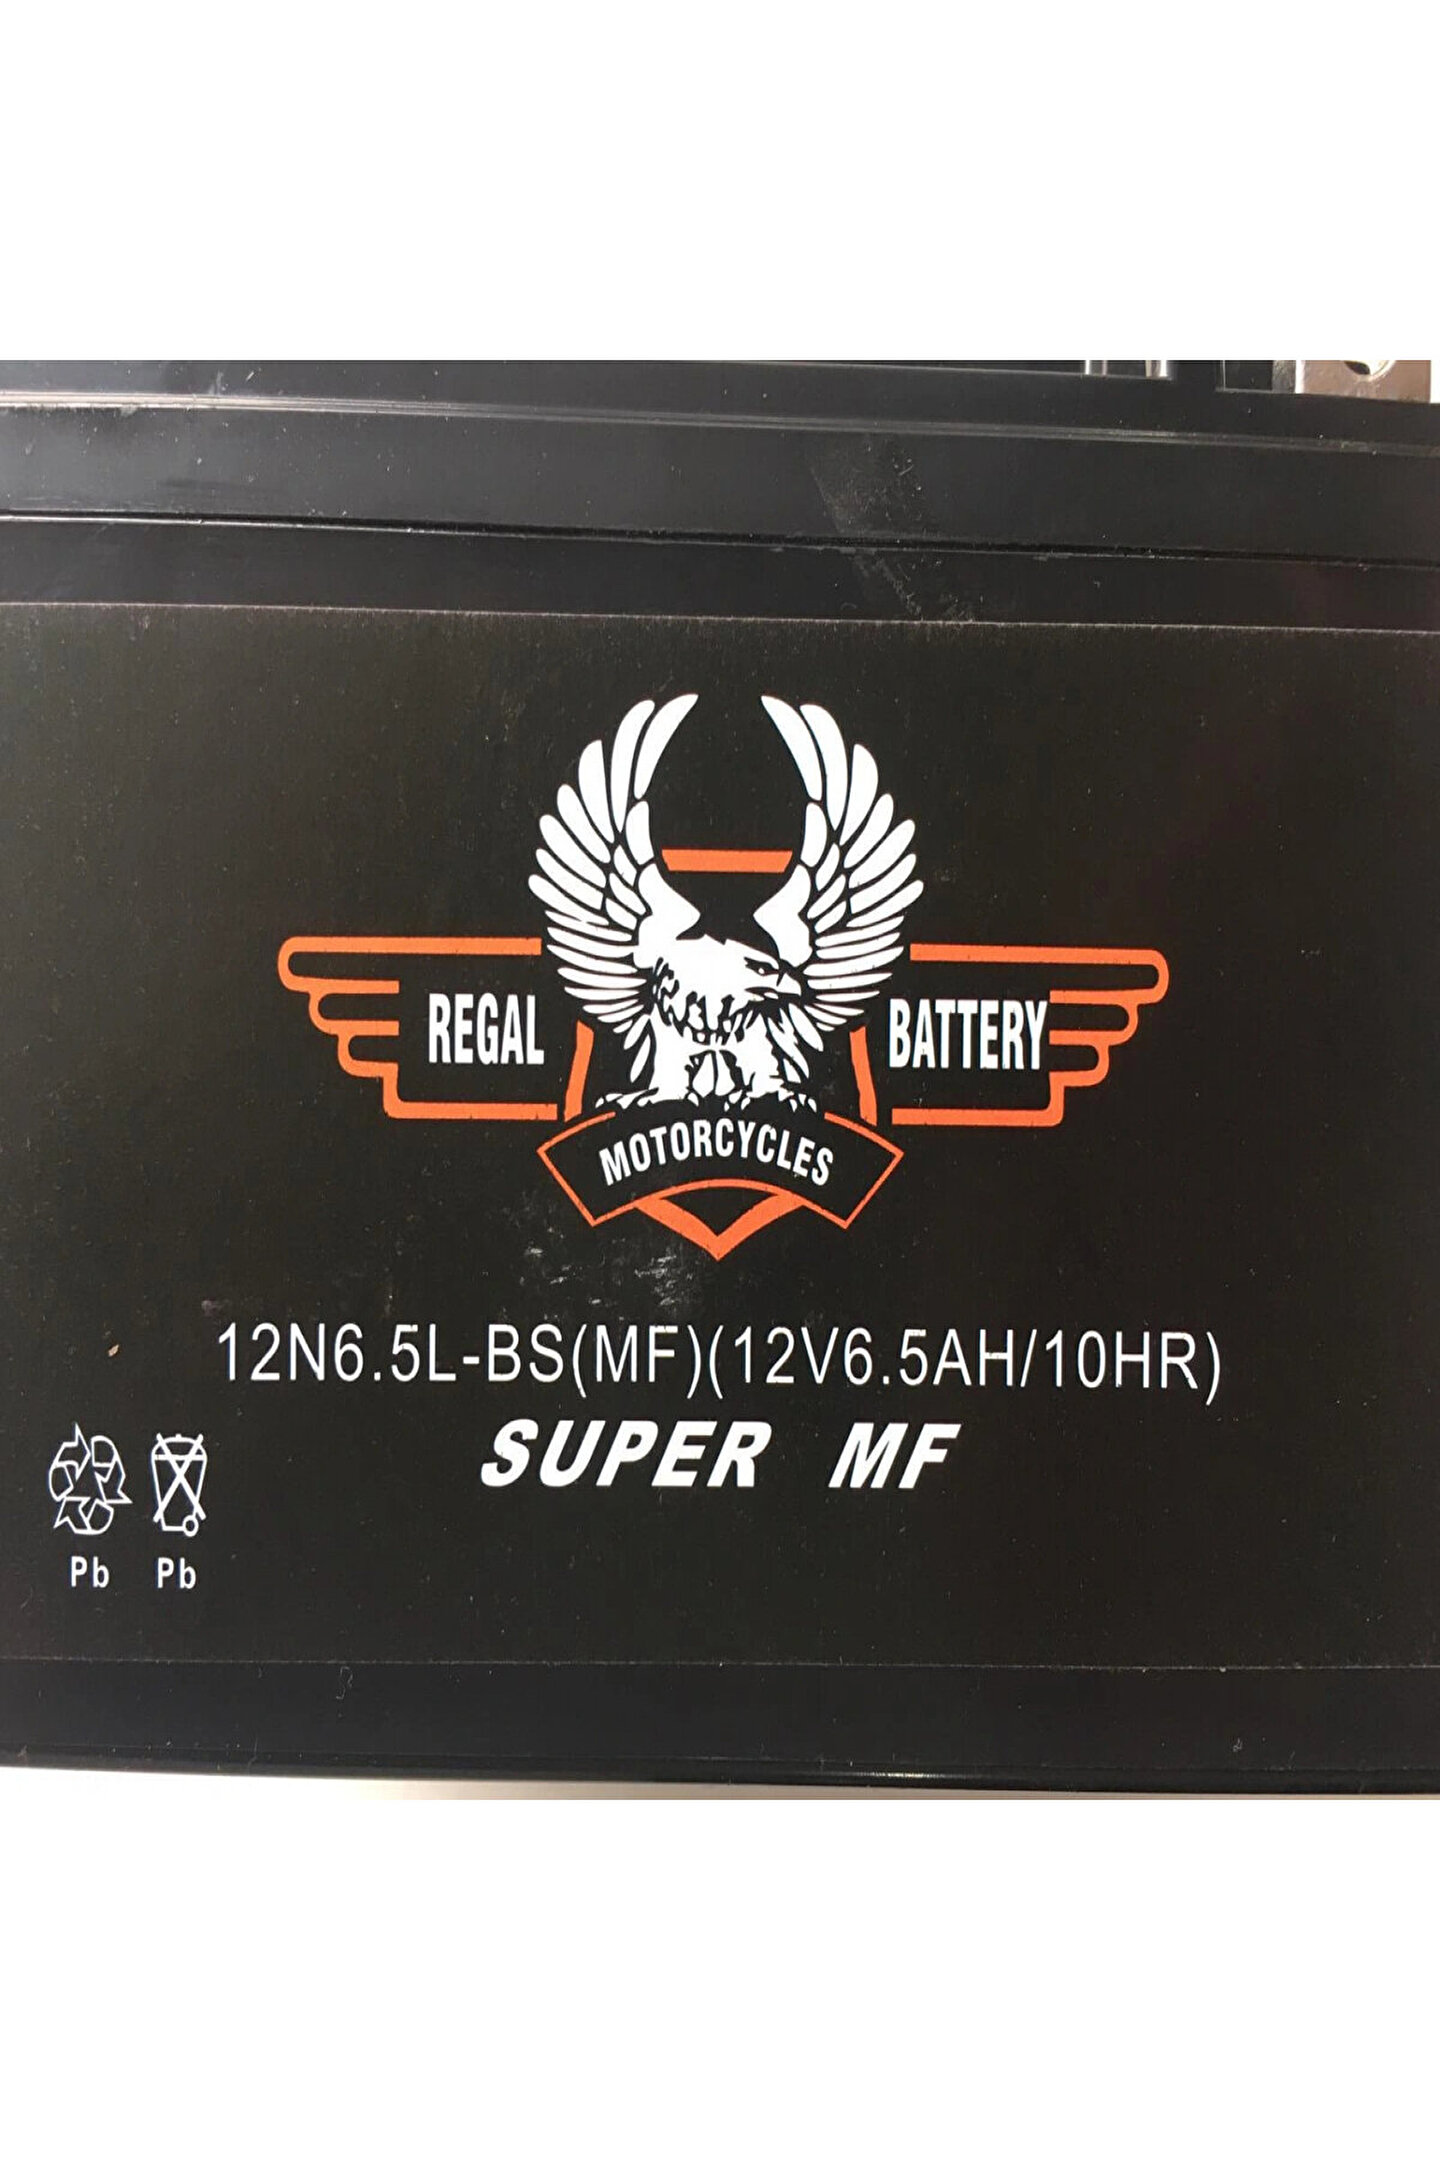 REGAL BATTERY
MOTORCYCLES
12N6.5L-BS(MF)(12V6.5AH/10HR)
SUPER MF
Pb Pb